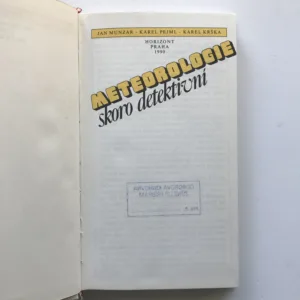 JAN MUNZAR · KAREL PEJML · KAREL KRŠKA
HORIZONT
PRAHA
1990
METEOROLOGIE
skoro detektivní